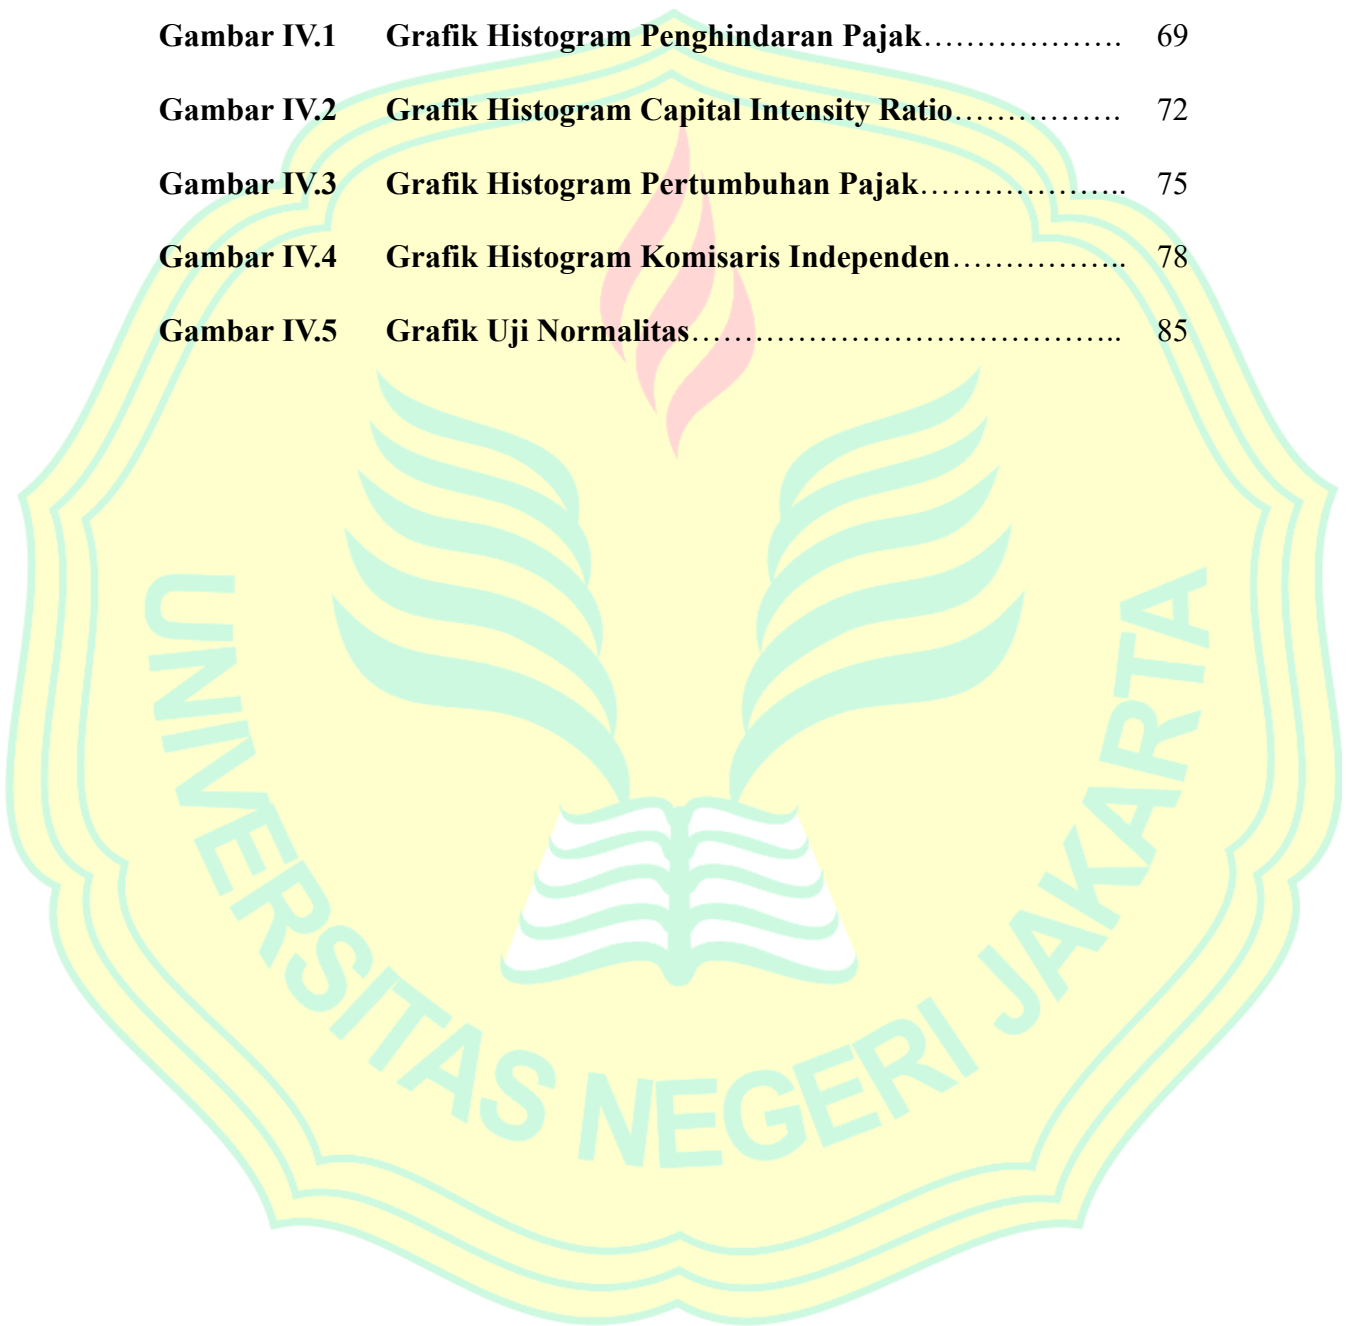 Gambar IV.1 Grafik Histogram Penghindaran Pajak………………. 69
Gambar IV.2 Grafik Histogram Capital Intensity Ratio……………. 72
Gambar IV.3 Grafik Histogram Pertumbuhan Pajak……………….. 75
Gambar IV.4 Grafik Histogram Komisaris Independen…………….. 78
Gambar IV.5 Grafik Uji Normalitas…………………………………….. 85
UNIVERSITAS NEGERI JAKARTA